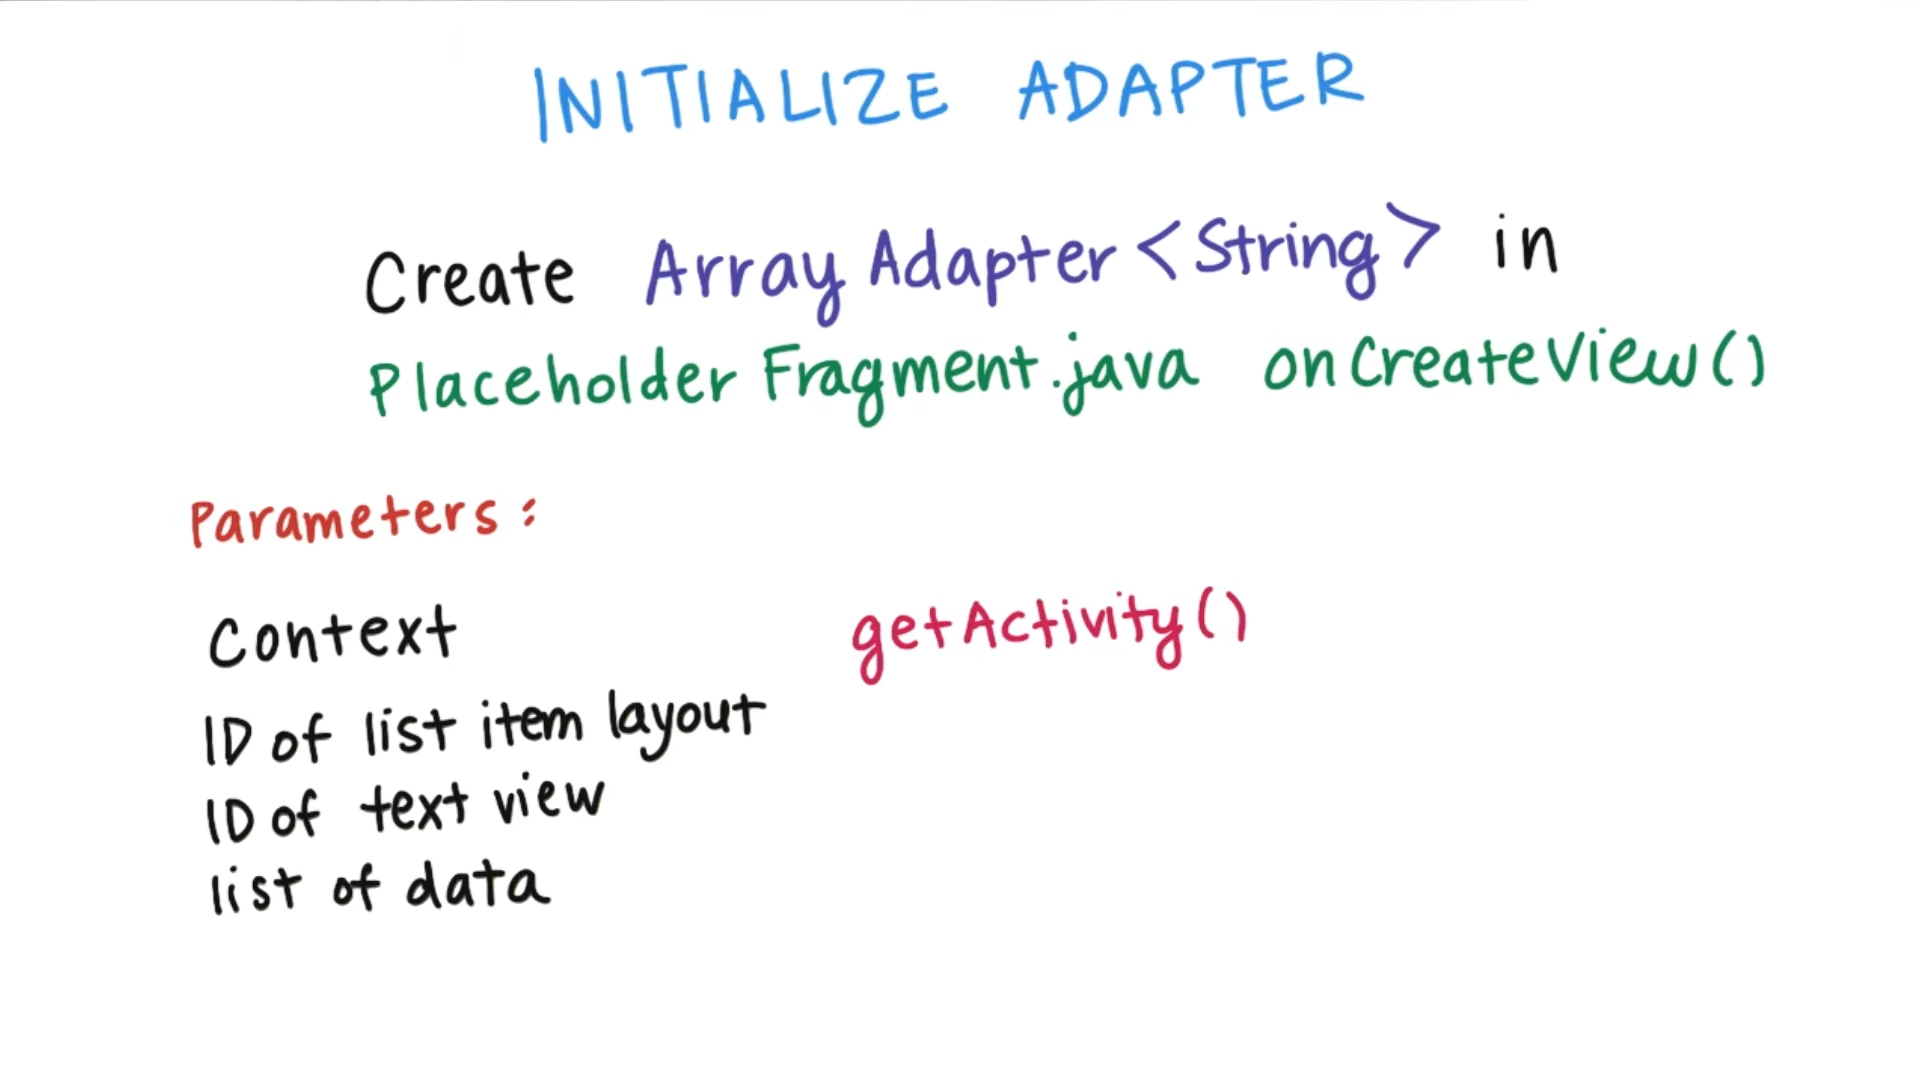 INITIALIZE ADAPTER
Create ArrayAdapter<String> in
PlaceholderFragment.java onCreateView()
Parameters:
Context getActivity()
ID of list item layout
ID of text view
list of data